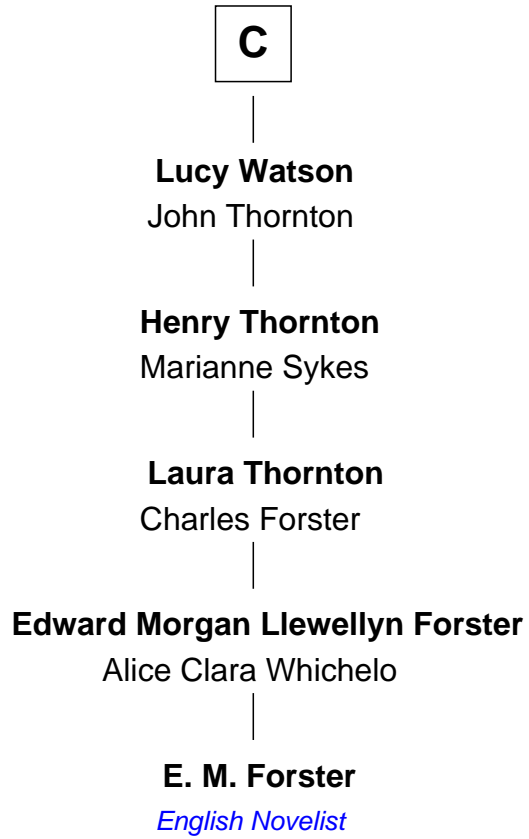 C
Lucy Watson
John Thornton
Henry Thornton
Marianne Sykes
Laura Thornton
Charles Forster
Edward Morgan Llewellyn Forster
Alice Clara Whichelo
E. M. Forster
English Novelist